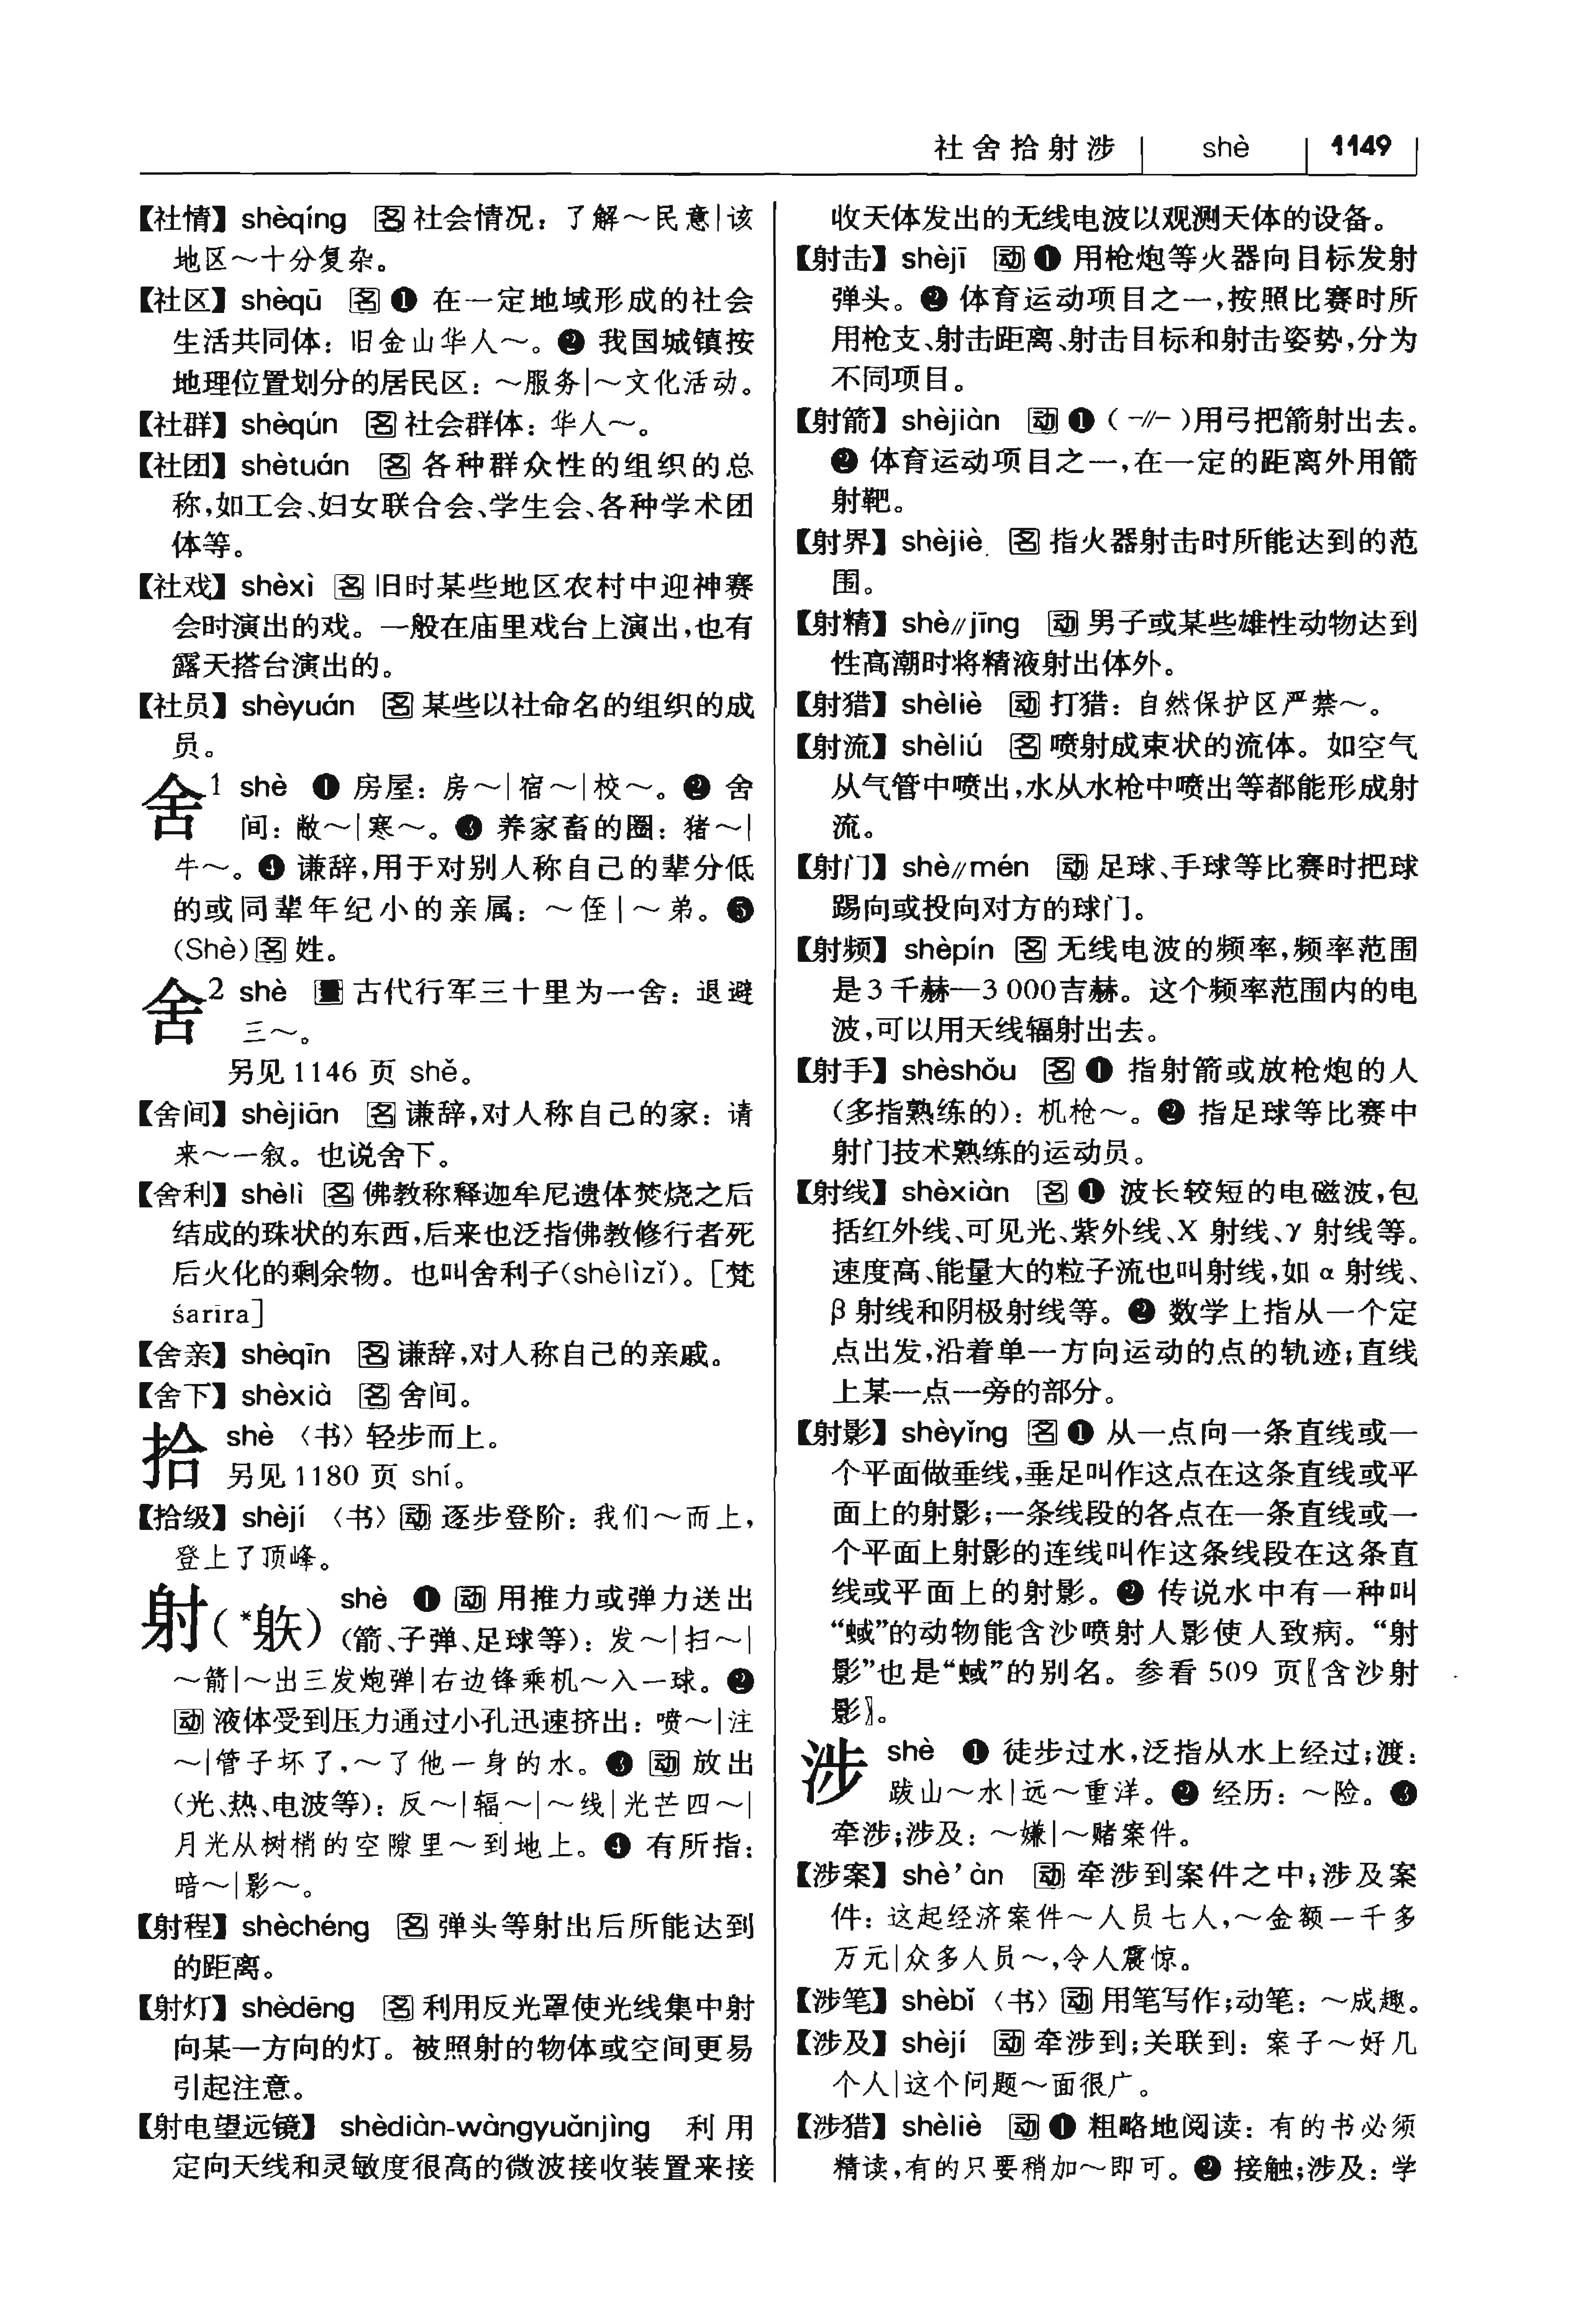 社舍拾射涉 shè 1149
【社情】 shèqíng 名 社会情况：了解～民意|该
地区～十分复杂。
【社区】 shèqū 名 ❶ 在一定地域形成的社会
生活共同体：旧金山华人～。❷ 我国城镇按
地理位置划分的居民区：～服务|～文化活动。
【社群】 shèqún 名 社会群体：华人～。
【社团】 shètuán 名 各种群众性的组织的总
称,如工会、妇女联合会、学生会、各种学术团
体等。
【社戏】 shèxì 名 旧时某些地区农村中迎神赛
会时演出的戏。一般在庙里戏台上演出,也有
露天搭台演出的。
【社员】 shèyuán 名 某些以社命名的组织的成
员。
舍1 shè ❶ 房屋：房～|宿～|校～。❷ 舍
间：敝～|寒～。❸ 养家畜的圈：猪～|
牛～。❹ 谦辞,用于对别人称自己的辈分低
的或同辈年纪小的亲属：～侄|～弟。❺
(Shè)名 姓。
舍2 shè 量 古代行军三十里为一舍：退避
三～。
另见1146 页 shě。
【舍间】 shèjiān 名 谦辞,对人称自己的家：请
来～一叙。也说舍下。
【舍利】 shèlì 名 佛教称释迦牟尼遗体焚烧之后
结成的珠状的东西,后来也泛指佛教修行者死
后火化的剩余物。也叫舍利子(shèlìzǐ)。[梵
śarīra]
【舍亲】 shèqīn 名 谦辞,对人称自己的亲戚。
【舍下】 shèxià 名 舍间。
拾 shè 〈书〉轻步而上。
另见1180 页 shí。
【拾级】 shèjí 〈书〉动 逐步登阶：我们～而上,
登上了顶峰。
射(*䠶) shè ❶ 动 用推力或弹力送出
(箭、子弹、足球等)：发～|扫～|
～箭|～出三发炮弹|右边锋乘机～入一球。❷
动 液体受到压力通过小孔迅速挤出：喷～|注
～|管子坏了,～了他一身的水。❸ 动 放出
(光、热、电波等)：反～|辐～|～线|光芒四～|
月光从树梢的空隙里～到地上。❹ 有所指：
暗～|影～。
【射程】 shèchéng 名 弹头等射出后所能达到
的距离。
【射灯】 shèdēng 名 利用反光罩使光线集中射
向某一方向的灯。被照射的物体或空间更易
引起注意。
【射电望远镜】 shèdiàn-wàngyuǎnjìng 利用
定向天线和灵敏度很高的微波接收装置来接
收天体发出的无线电波以观测天体的设备。
【射击】 shèjī 动 ❶ 用枪炮等火器向目标发射
弹头。❷ 体育运动项目之一,按照比赛时所
用枪支、射击距离、射击目标和射击姿势,分为
不同项目。
【射箭】 shèjiàn 动 ❶ (-//-)用弓把箭射出去。
❷ 体育运动项目之一,在一定的距离外用箭
射靶。
【射界】 shèjiè 名 指火器射击时所能达到的范
围。
【射精】 shè//jīng 动 男子或某些雄性动物达到
性高潮时将精液射出体外。
【射猎】 shèliè 动 打猎：自然保护区严禁～。
【射流】 shèliú 名 喷射成束状的流体。如空气
从气管中喷出,水从水枪中喷出等都能形成射
流。
【射门】 shè//mén 动 足球、手球等比赛时把球
踢向或投向对方的球门。
【射频】 shèpín 名 无线电波的频率,频率范围
是3千赫—3 000吉赫。这个频率范围内的电
波,可以用天线辐射出去。
【射手】 shèshǒu 名 ❶ 指射箭或放枪炮的人
(多指熟练的)：机枪～。❷ 指足球等比赛中
射门技术熟练的运动员。
【射线】 shèxiàn 名 ❶ 波长较短的电磁波,包
括红外线、可见光、紫外线、X 射线、γ 射线等。
速度高、能量大的粒子流也叫射线,如 α 射线、
β 射线和阴极射线等。❷ 数学上指从一个定
点出发,沿着单一方向运动的点的轨迹;直线
上某一点一旁的部分。
【射影】 shèyǐng 名 ❶ 从一点向一条直线或一
个平面做垂线,垂足叫作这点在这条直线或平
面上的射影;一条线段的各点在一条直线或一
个平面上射影的连线叫作这条线段在这条直
线或平面上的射影。❷ 传说水中有一种叫
“蜮”的动物能含沙喷射人影使人致病。“射
影”也是“蜮”的别名。参看 509 页〖含沙射
影〗。
涉 shè ❶ 徒步过水,泛指从水上经过;渡：
跋山～水|远～重洋。❷ 经历：～险。❸
牵涉;涉及：～嫌|～赌案件。
【涉案】 shè’àn 动 牵涉到案件之中;涉及案
件：这起经济案件～人员七人,～金额一千多
万元|众多人员～,令人震惊。
【涉笔】 shèbǐ 〈书〉动 用笔写作;动笔：～成趣。
【涉及】 shèjí 动 牵涉到;关联到：案子～好几
个人|这个问题～面很广。
【涉猎】 shèliè 动 ❶ 粗略地阅读：有的书必须
精读,有的只要稍加～即可。❷ 接触;涉及：学